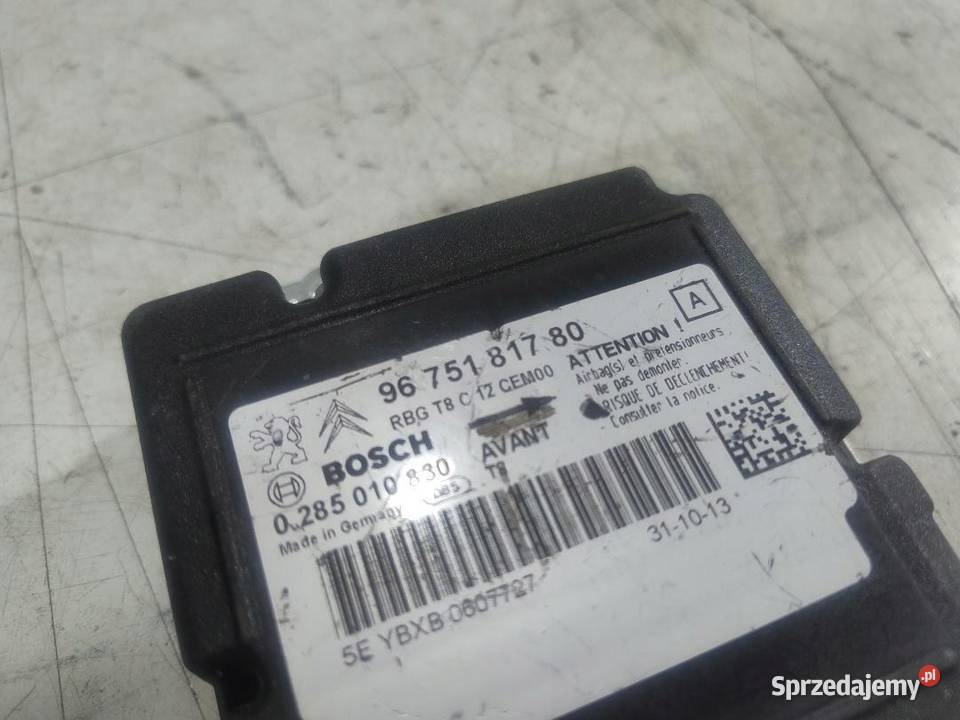 96 751 817 80
RBG T8 C 12 CEM00
BOSCH
0 285 010 830
Made in Germany
AB5
AVANT
T8
ATTENTION !
A
Airbag(s) et prétensionneurs
Ne pas demonter.
RISQUE DE DECLENCHEMENT!
Consulter la notice.
31-10-13
5E YBXB 0607727
Sprzedajemy.pl